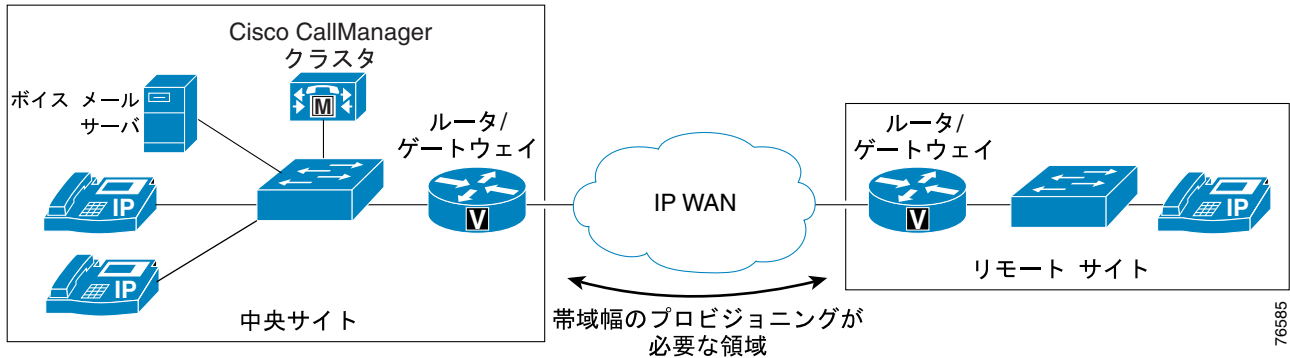 Cisco CallManager
クラスタ
ボイス メール
サーバ
M
ルータ/
ゲートウェイ
IP
V
IP
中央サイト
IP WAN
帯域幅のプロビジョニングが
必要な領域
ルータ/
ゲートウェイ
V
IP
リモート サイト
76585